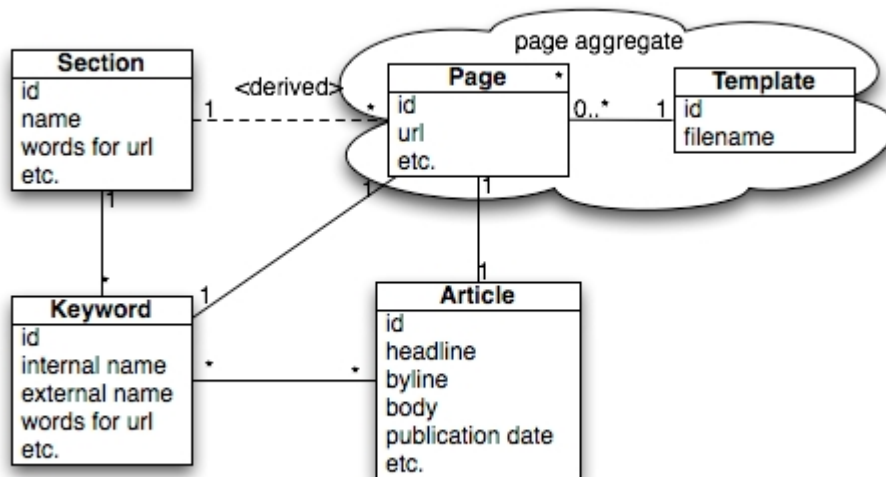 page aggregate
Section
id
name
words for url
etc.
1
<derived>
*
Page
*
id
url
etc.
0..*
1
Template
id
filename
1
1
1
*
1
1
Keyword
id
internal name
external name
words for url
etc.
*
*
Article
id
headline
byline
body
publication date
etc.